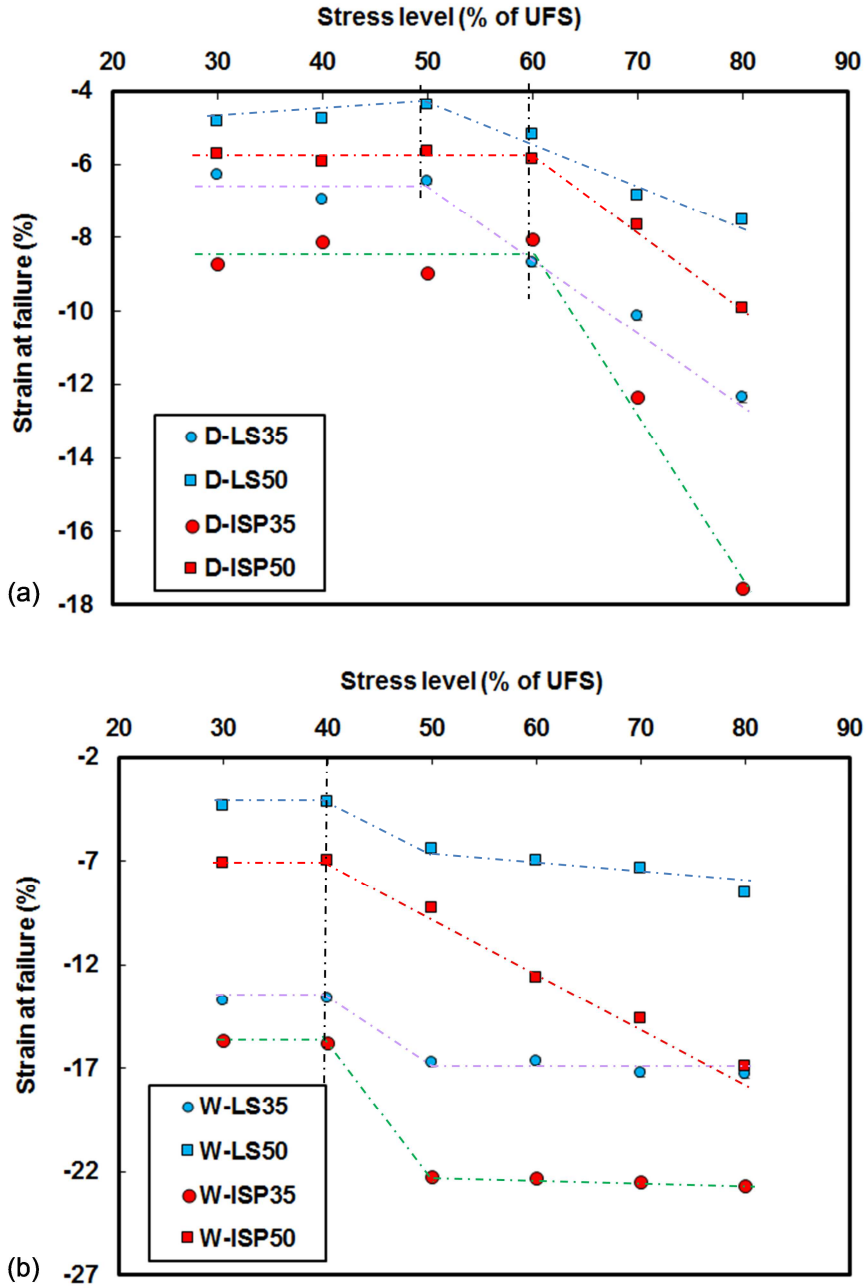 Stress level (% of UFS)
20 30 40 50 60 70 80 90
-4
-6
-8
-10
-12
-14
-16
-18
Strain at failure (%)
D-LS35
D-LS50
D-ISP35
D-ISP50
(a)
Stress level (% of UFS)
20 30 40 50 60 70 80 90
-2
-7
-12
-17
-22
-27
Strain at failure (%)
W-LS35
W-LS50
W-ISP35
W-ISP50
(b)